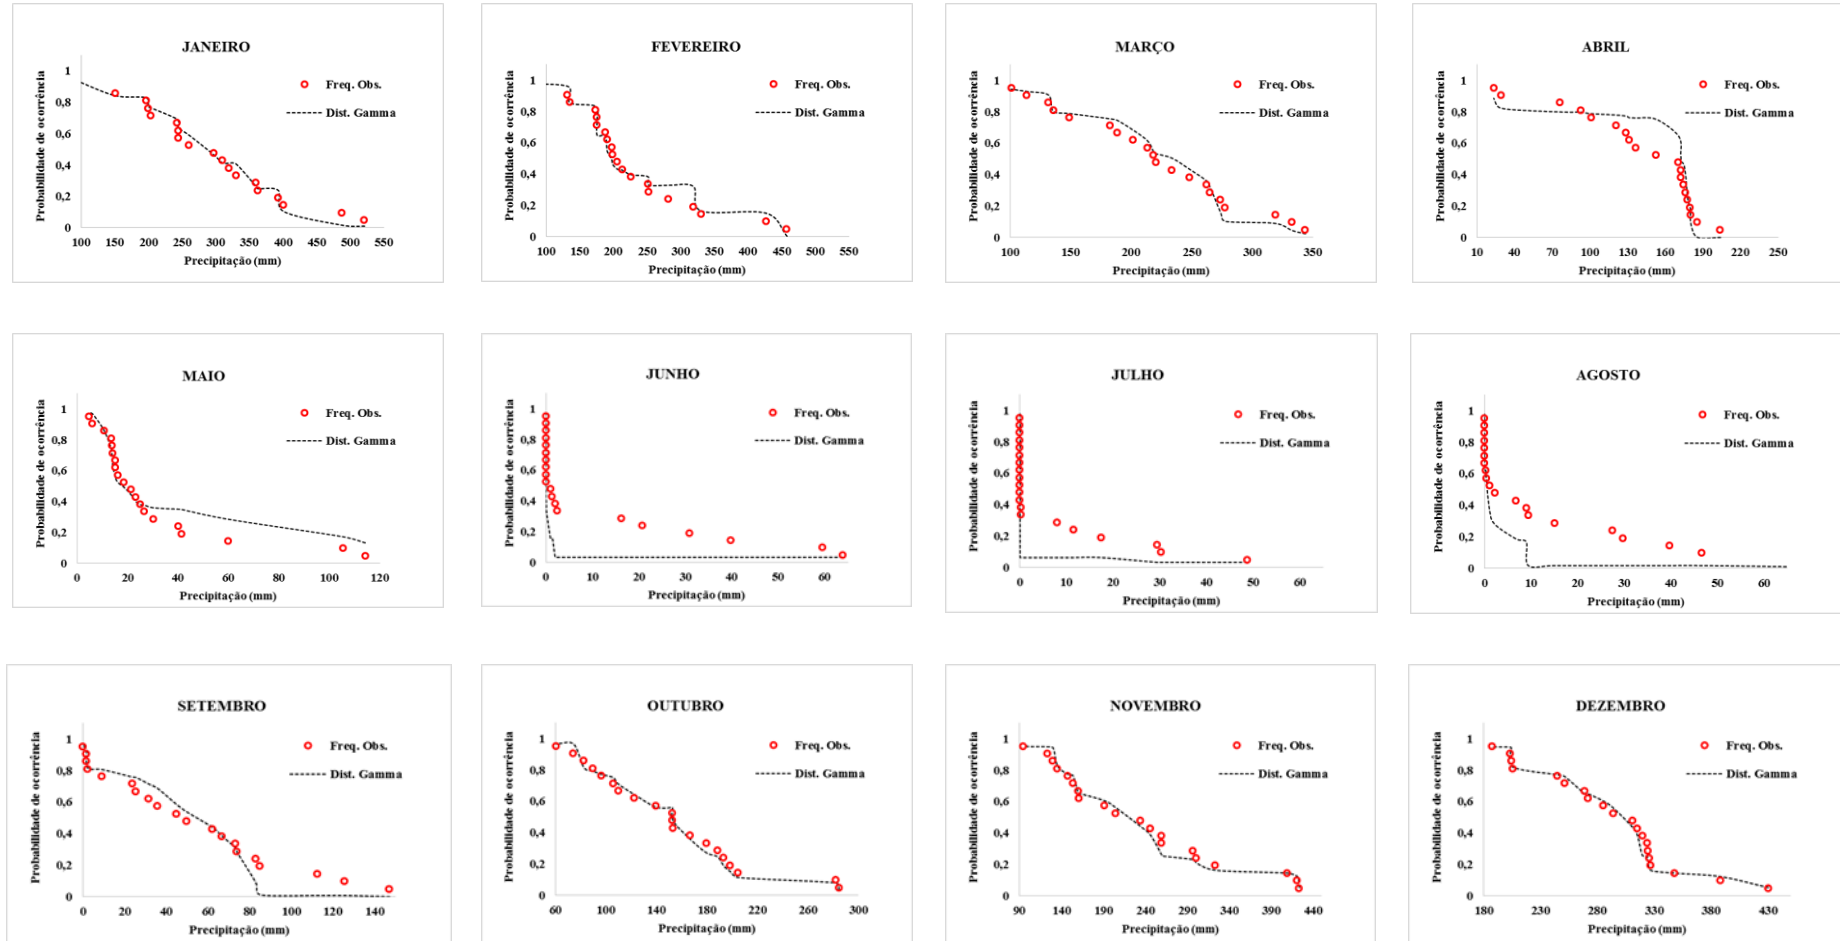 JANEIRO
Probabilidade de ocorrência
1
0,8
0,6
0,4
0,2
0
100 150 200 250 300 350 400 450 500 550
Precipitação (mm)
Freq. Obs.
Dist. Gamma
FEVEREIRO
Probabilidade de ocorrência
1
0,8
0,6
0,4
0,2
0
100 150 200 250 300 350 400 450 500 550
Precipitação (mm)
Freq. Obs.
Dist. Gamma
MARÇO
Probabilidade de ocorrência
1
0,8
0,6
0,4
0,2
0
100 150 200 250 300 350
Precipitação (mm)
Freq. Obs.
Dist. Gamma
ABRIL
Probabilidade de ocorrência
1
0,8
0,6
0,4
0,2
0
10 40 70 100 130 160 190 220 250
Precipitação (mm)
Freq. Obs.
Dist. Gamma
MAIO
Probabilidade de ocorrência
1
0,8
0,6
0,4
0,2
0
0 20 40 60 80 100 120
Precipitação (mm)
Freq. Obs.
Dist. Gamma
JUNHO
Probabilidade de ocorrência
1
0,8
0,6
0,4
0,2
0
0 10 20 30 40 50 60
Precipitação (mm)
Freq. Obs.
Dist. Gamma
JULHO
Probabilidade de ocorrência
1
0,8
0,6
0,4
0,2
0
0 10 20 30 40 50 60
Precipitação (mm)
Freq. Obs.
Dist. Gamma
AGOSTO
Probabilidade de ocorrência
1
0,8
0,6
0,4
0,2
0
0 10 20 30 40 50 60
Precipitação (mm)
Freq. Obs.
Dist. Gamma
SETEMBRO
Probabilidade de ocorrência
1
0,8
0,6
0,4
0,2
0
0 20 40 60 80 100 120 140
Precipitação (mm)
Freq. Obs.
Dist. Gamma
OUTUBRO
Probabilidade de ocorrência
1
0,8
0,6
0,4
0,2
0
60 100 140 180 220 260 300
Precipitação (mm)
Freq. Obs.
Dist. Gamma
NOVEMBRO
Probabilidade de ocorrência
1
0,8
0,6
0,4
0,2
0
90 140 190 240 290 340 390 440
Precipitação (mm)
Freq. Obs.
Dist. Gamma
DEZEMBRO
Probabilidade de ocorrência
1
0,8
0,6
0,4
0,2
0
180 230 280 330 380 430
Precipitação (mm)
Freq. Obs.
Dist. Gamma